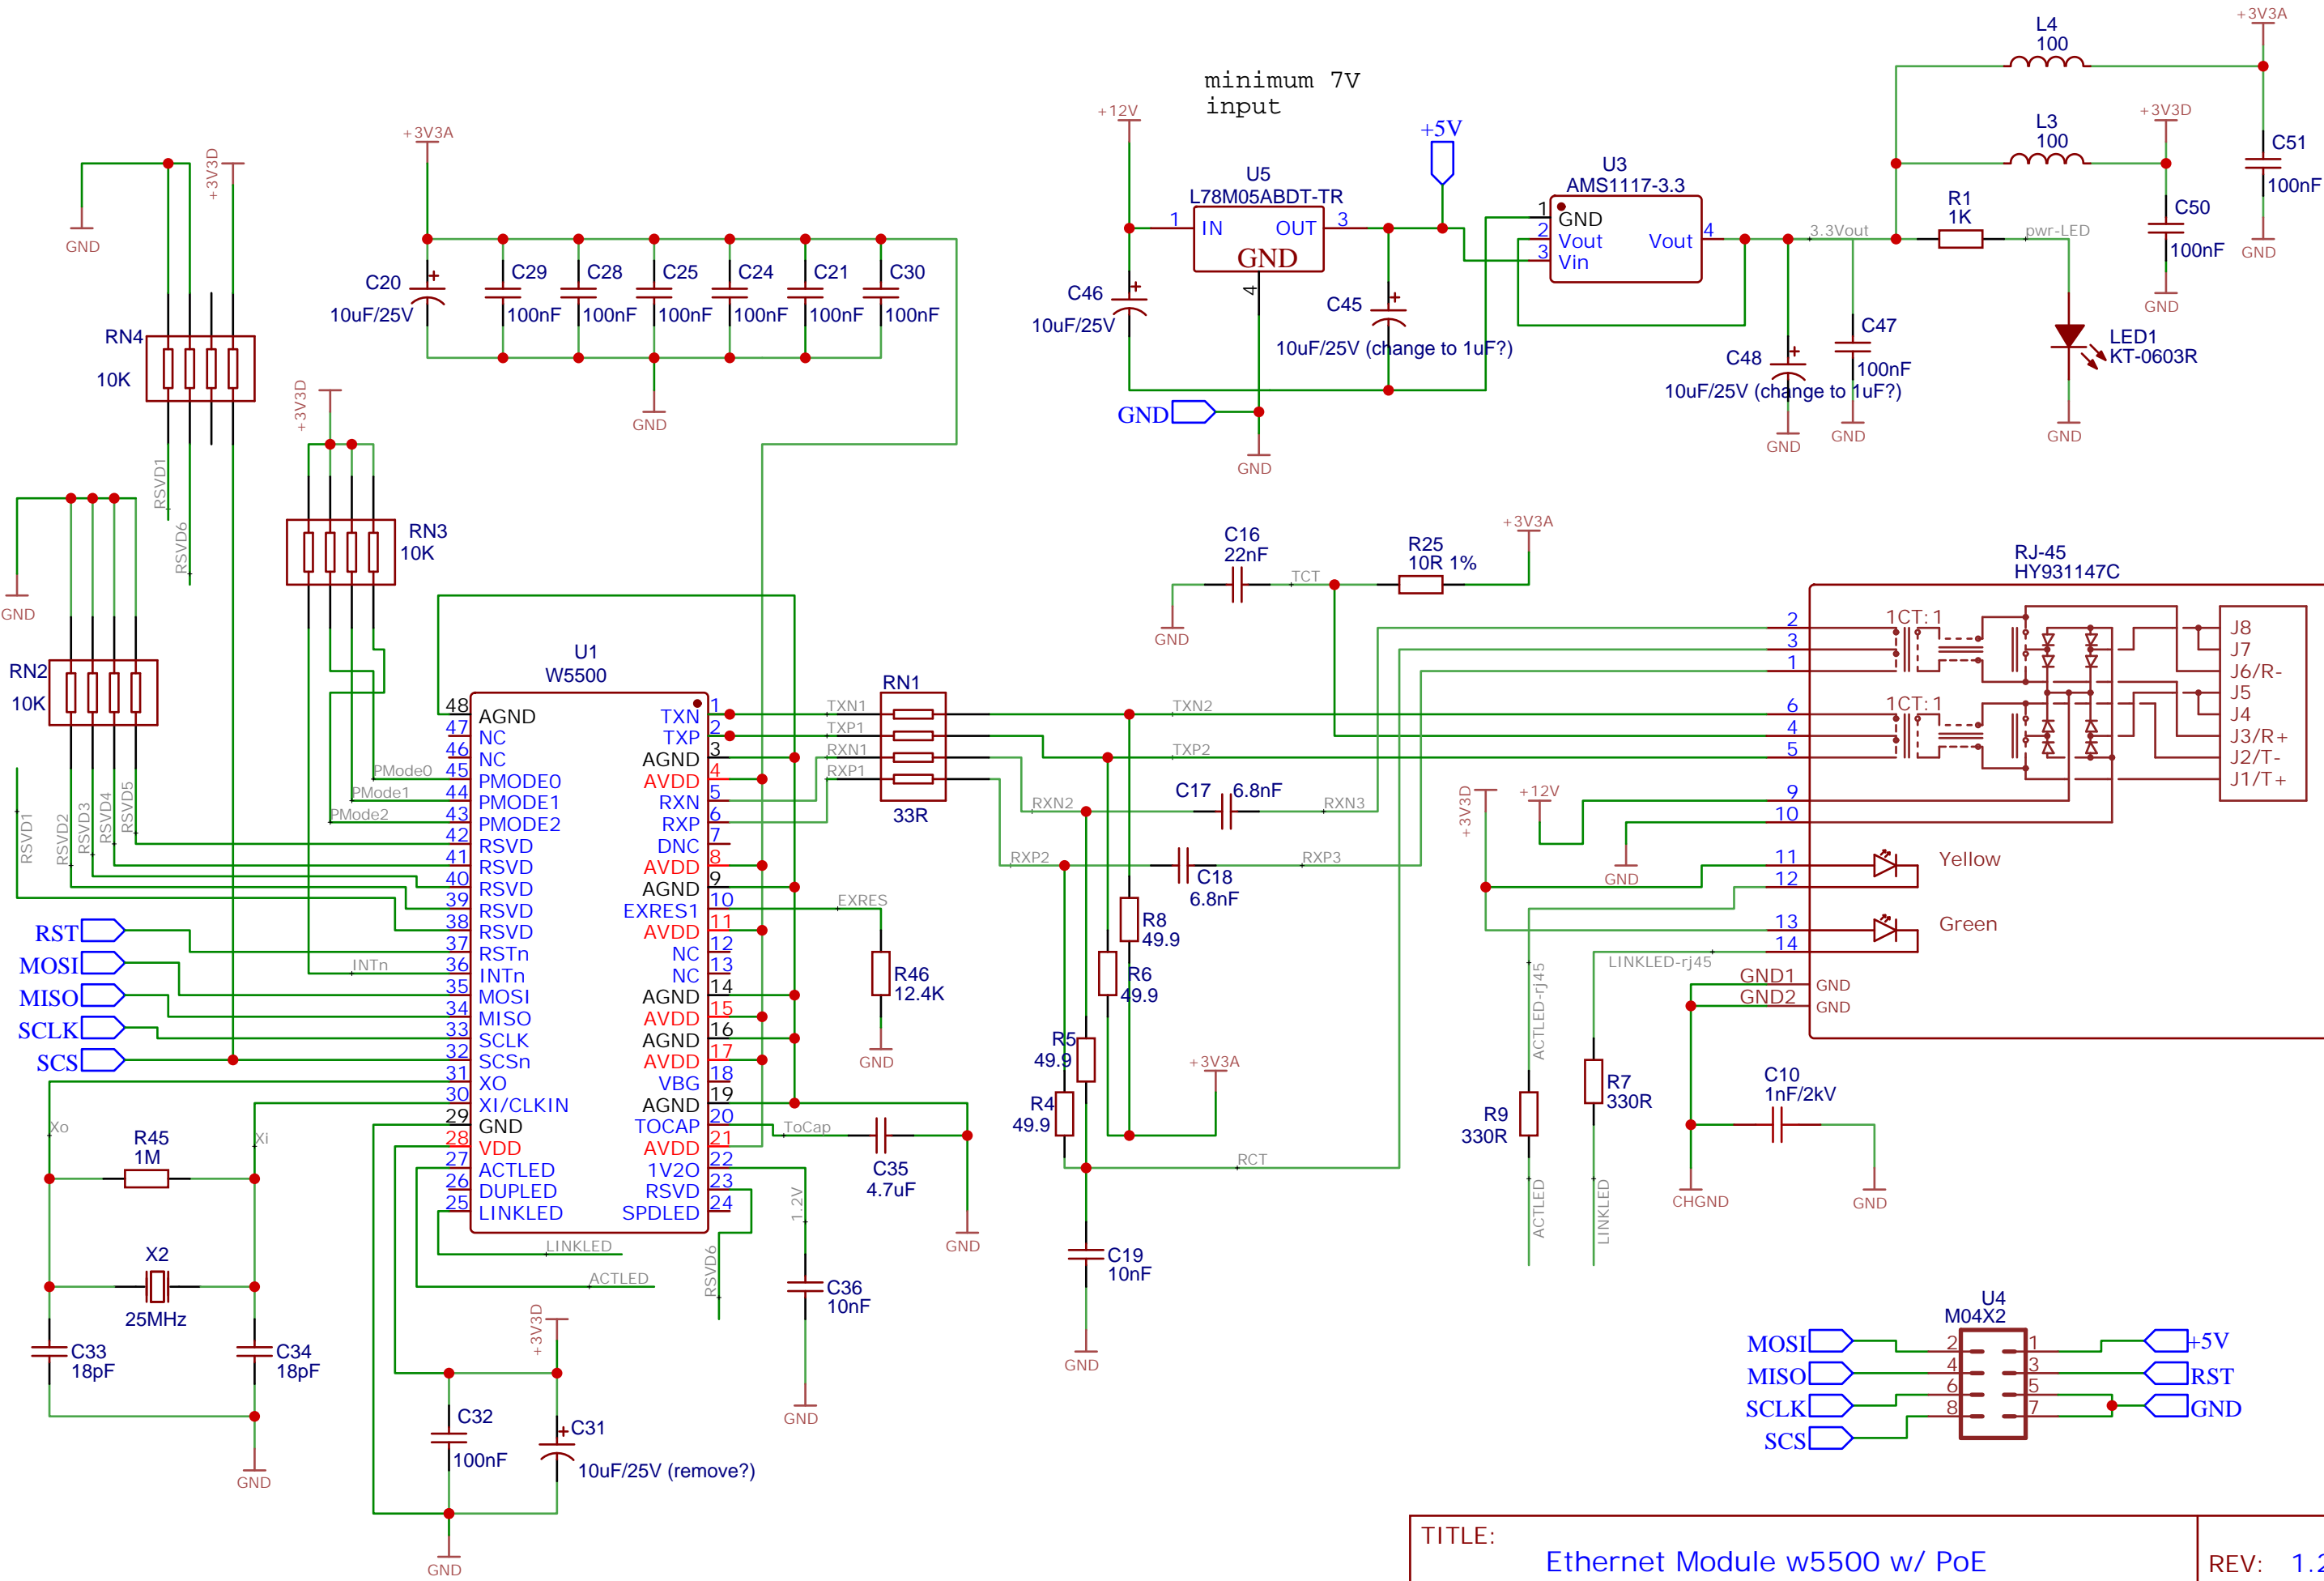 +3V3A
L4
100
minimum 7V
input
+12V
+3V3D
L3
100
+5V
+3V3A
C51
100nF
U3
AMS1117-3.3
+3V3D
U5
L78M05ABDT-TR
R1
1K
C50
100nF
GND
1 IN OUT 3
GND
4
1 GND
2 Vout
3 Vin
Vout 4
3.3Vout
pwr-LED
GND
GND
C20
10uF/25V
C29
100nF
C28
100nF
C25
100nF
C24
100nF
C21
100nF
C30
100nF
C46
10uF/25V
C45
10uF/25V (change to 1uF?)
C48
10uF/25V (change to 1uF?)
C47
100nF
LED1
KT-0603R
RN4
10K
+3V3D
GND
GND
GND
GND
GND
GND
RSVD1
RSVD6
RN3
10K
GND
C16
22nF
TCT
R25
10R 1%
+3V3A
GND
RJ-45
HY931147C
RN2
10K
U1
W5500
RN1
33R
48 AGND
47 NC
46 NC
45 PMODE0
44 PMODE1
43 PMODE2
42 RSVD
41 RSVD
40 RSVD
39 RSVD
38 RSVD
37 RSTn
36 INTn
35 MOSI
34 MISO
33 SCLK
32 SCSn
31 XO
30 XI/CLKIN
29 GND
28 VDD
27 ACTLED
26 DUPLED
25 LINKLED
TXN 1
TXP 2
AGND 3
AVDD 4
RXN 5
RXP 6
DNC 7
AVDD 8
AGND 9
EXRES1 10
AVDD 11
NC 12
NC 13
AGND 14
AVDD 15
AGND 16
AVDD 17
VBG 18
AGND 19
TOCAP 20
AVDD 21
1V2O 22
RSVD 23
SPDLED 24
PMode0
PMode1
PMode2
RSVD1
RSVD2
RSVD3
RSVD4
RSVD5
INTn
RST
MOSI
MISO
SCLK
SCS
Xo
Xi
R45
1M
X2
25MHz
C33
18pF
C34
18pF
GND
LINKLED
ACTLED
RSVD6
1.2V
+3V3D
C32
100nF
C31
10uF/25V (remove?)
GND
C36
10nF
GND
TXN1
TXP1
RXN1
RXP1
EXRES
R46
12.4K
GND
ToCap
C35
4.7uF
GND
TXN2
TXP2
RXN2
RXP2
C17 6.8nF
RXN3
C18
6.8nF
RXP3
R8
49.9
R6
49.9
R5
49.9
R4
49.9
+3V3A
RCT
C19
10nF
GND
2
3
1
6
4
5
9
10
11
12
13
14
1CT:1
1CT:1
J8
J7
J6/R-
J5
J4
J3/R+
J2/T-
J1/T+
+3V3D
+12V
GND
Yellow
Green
LINKLED-rj45
ACTLED-rj45
GND1 GND
GND2 GND
R9
330R
R7
330R
ACTLED
LINKLED
C10
1nF/2kV
CHGND
GND
U4
M04X2
MOSI
MISO
SCLK
SCS
2 1
4 3
6 5
8 7
+5V
RST
GND
TITLE:
Ethernet Module w5500 w/ PoE
REV: 1.2